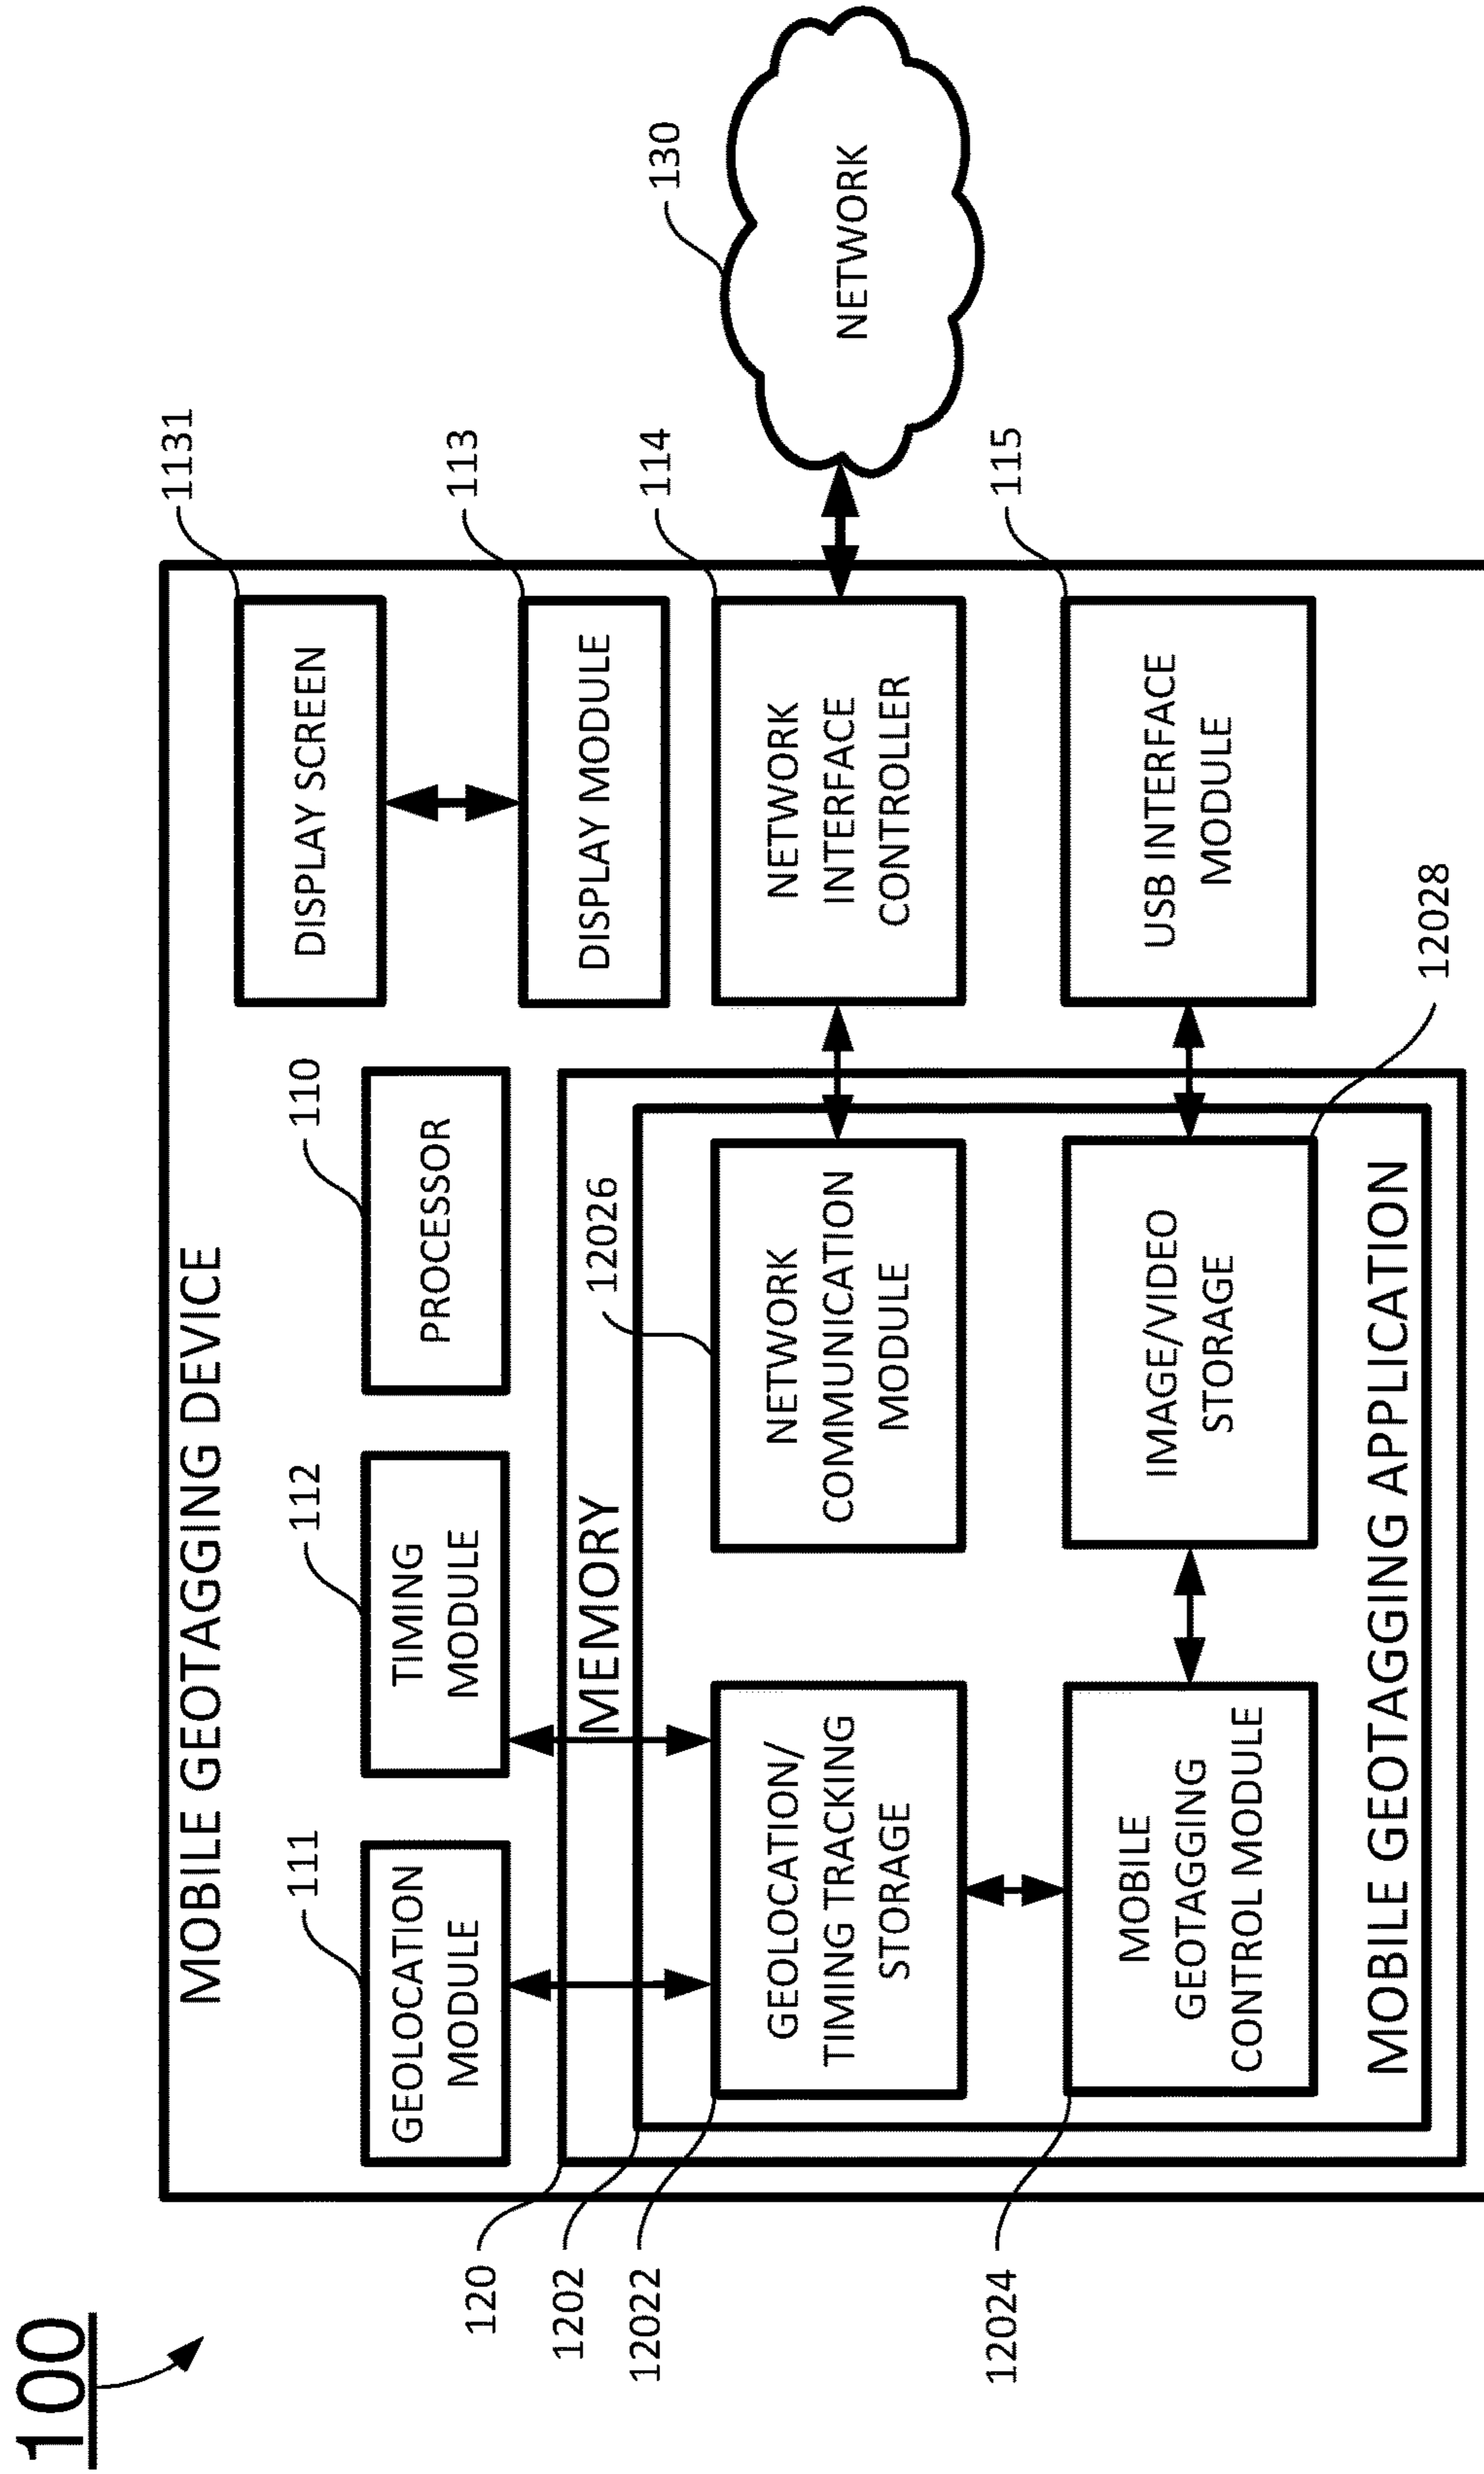 100
MOBILE GEOTAGGING DEVICE
1131
DISPLAY SCREEN
111
GEOLOCATION
MODULE
112
TIMING
MODULE
110
PROCESSOR
113
DISPLAY MODULE
120
MEMORY
1202
12022
GEOLOCATION/
TIMING TRACKING
STORAGE
12026
NETWORK
COMMUNICATION
MODULE
114
NETWORK
INTERFACE
CONTROLLER
130
NETWORK
12024
MOBILE
GEOTAGGING
CONTROL MODULE
IMAGE/VIDEO
STORAGE
12028
115
USB INTERFACE
MODULE
MOBILE GEOTAGGING APPLICATION